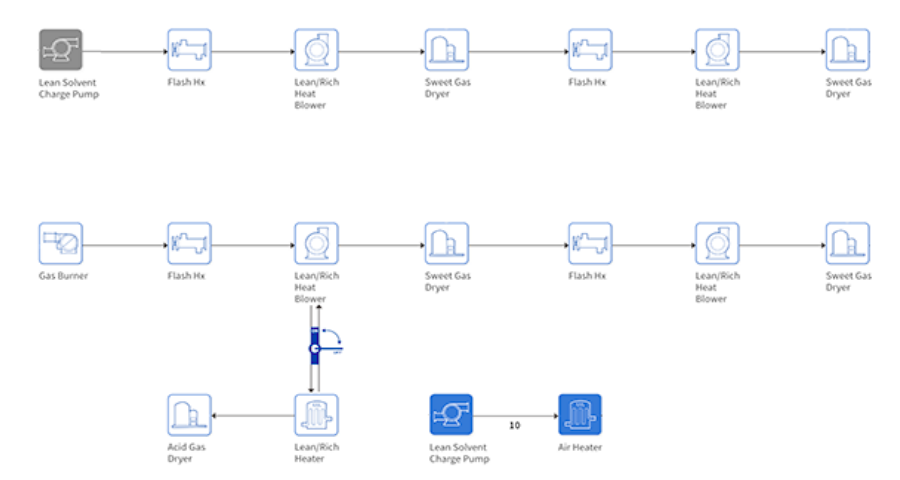 Lean Solvent
Charge Pump
Flash Hx
Lean/Rich
Heat
Blower
Sweet Gas
Dryer
Flash Hx
Lean/Rich
Heat
Blower
Sweet Gas
Dryer
Gas Burner
Flash Hx
Lean/Rich
Heat
Blower
Sweet Gas
Dryer
Flash Hx
Lean/Rich
Heat
Blower
Sweet Gas
Dryer
Acid Gas
Dryer
Lean/Rich
Heater
Lean Solvent
Charge Pump
10
Air Heater